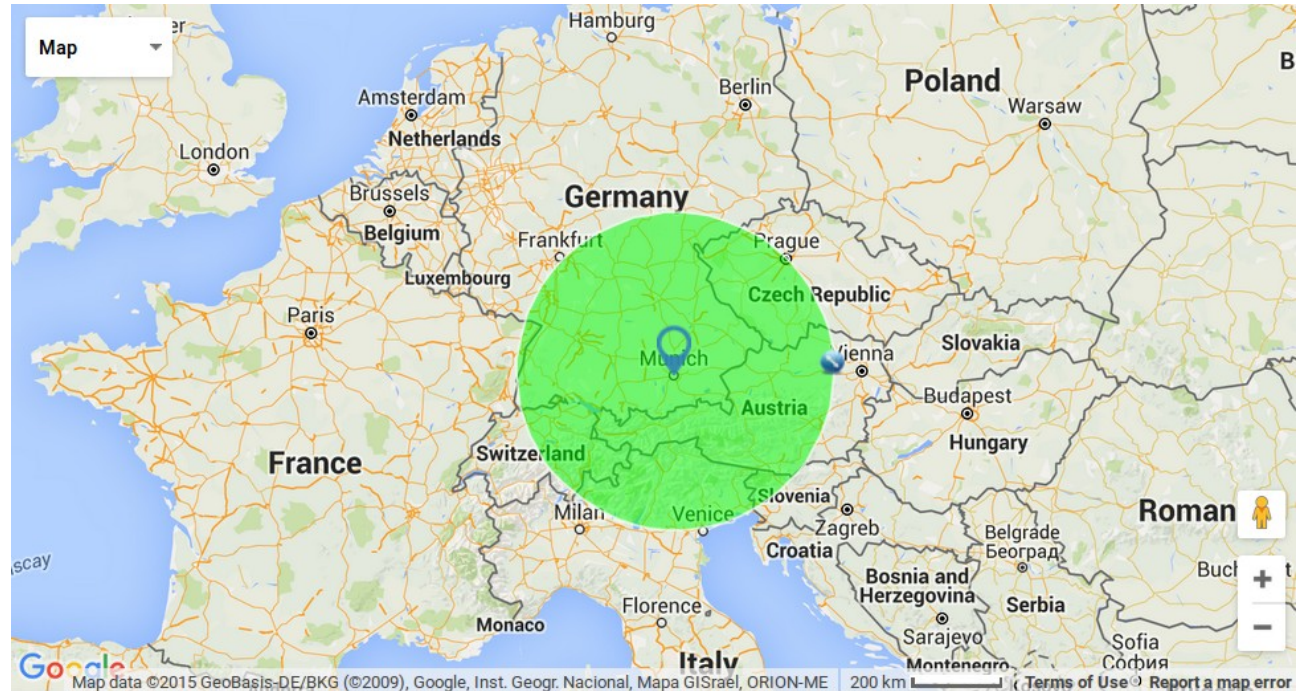 Map
Hamburg
Berlin
Poland
Warsaw
B
Amsterdam
Netherlands
London
Germany
Brussels
Belgium
Frankfurt
Prague
Luxembourg
Czech Republic
Paris
Slovakia
Munich
Vienna
Budapest
Austria
Hungary
Switzerland
France
Slovenia
Milan
Venice
Zagreb
Croatia
Belgrade
Београд
Roman
scay
Buch
Bosnia and
Herzegovina
Serbia
Florence
Monaco
Sarajevo
Sofia
София
Montenegro
Italy
Google
Map data ©2015 GeoBasis-DE/BKG (©2009), Google, Inst. Geogr. Nacional, Mapa GISrael, ORION-ME 200 km Terms of Use Report a map error